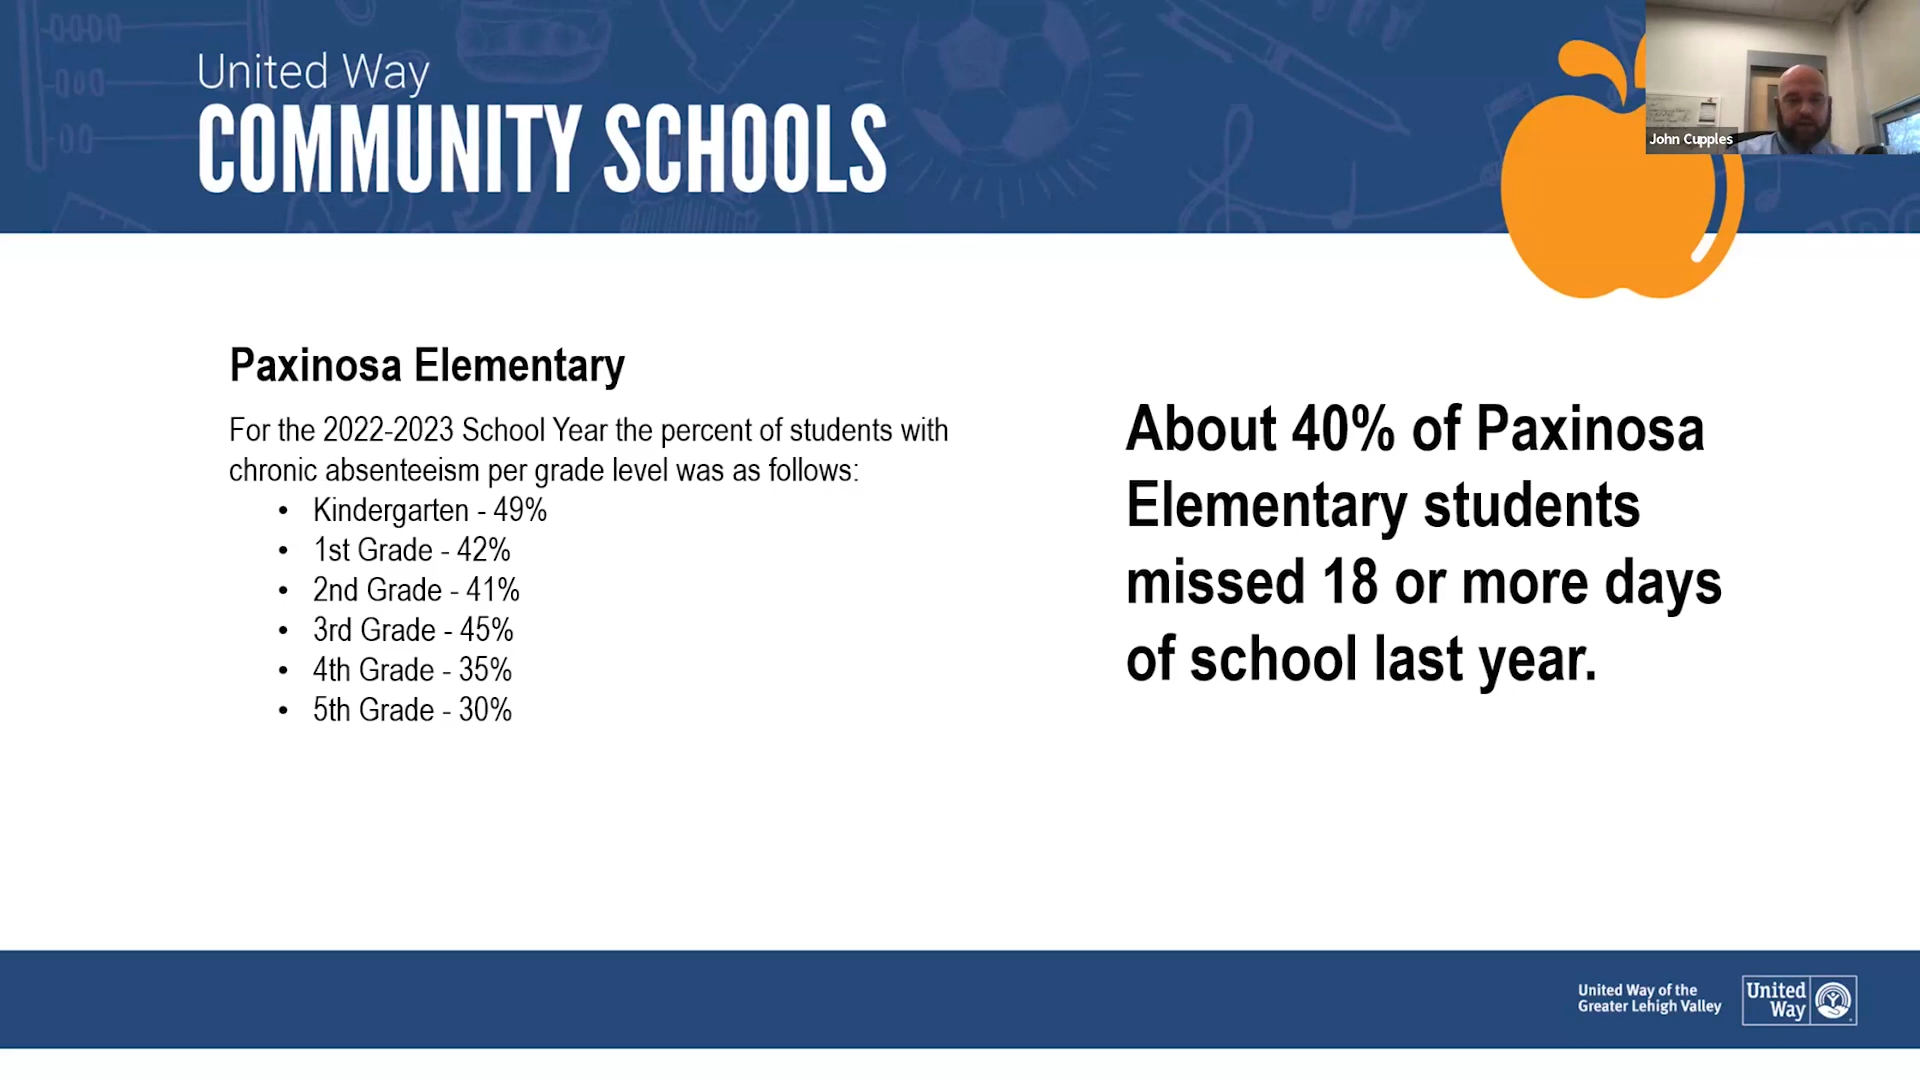 United Way
COMMUNITY SCHOOLS
John Cupples
Paxinosa Elementary
For the 2022-2023 School Year the percent of students with
chronic absenteeism per grade level was as follows:
• Kindergarten - 49%
• 1st Grade - 42%
• 2nd Grade - 41%
• 3rd Grade - 45%
• 4th Grade - 35%
• 5th Grade - 30%
About 40% of Paxinosa
Elementary students
missed 18 or more days
of school last year.
United Way of the
Greater Lehigh Valley
United
Way